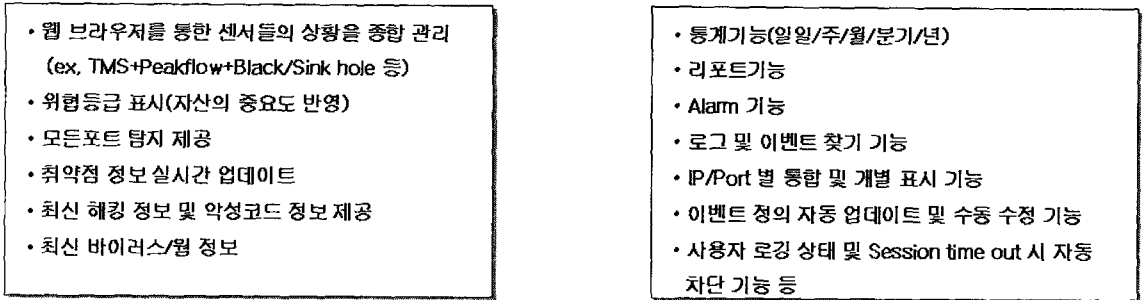 • 웹 브라우저를 통한 센서들의 상황을 종합 관리
(ex, TMS+Peakflow+Black/Sink hole 등)
• 위협등급 표시(자산의 중요도 반영)
• 모든포트 탐지 제공
• 취약점 정보 실시간 업데이트
• 최신 해킹 정보 및 악성코드 정보 제공
• 최신 바이러스/웜 정보
• 통계기능(일일/주/월/분기/년)
• 리포트기능
• Alarm 기능
• 로그 및 이벤트 찾기 기능
• IP/Port 별 통합 및 개별 표시 기능
• 이벤트 정의 자동 업데이트 및 수동 수정 기능
• 사용자 로깅 상태 및 Session time out 시 자동
차단 기능 등